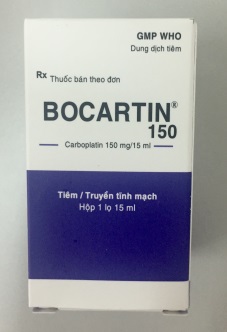 GMP WHO
Dung dịch tiêm
Rx Thuốc bán theo đơn
BOCARTIN®
150
Carboplatin 150 mg/15 ml
Tiêm / Truyền tĩnh mạch
Hộp 1 lọ 15 ml